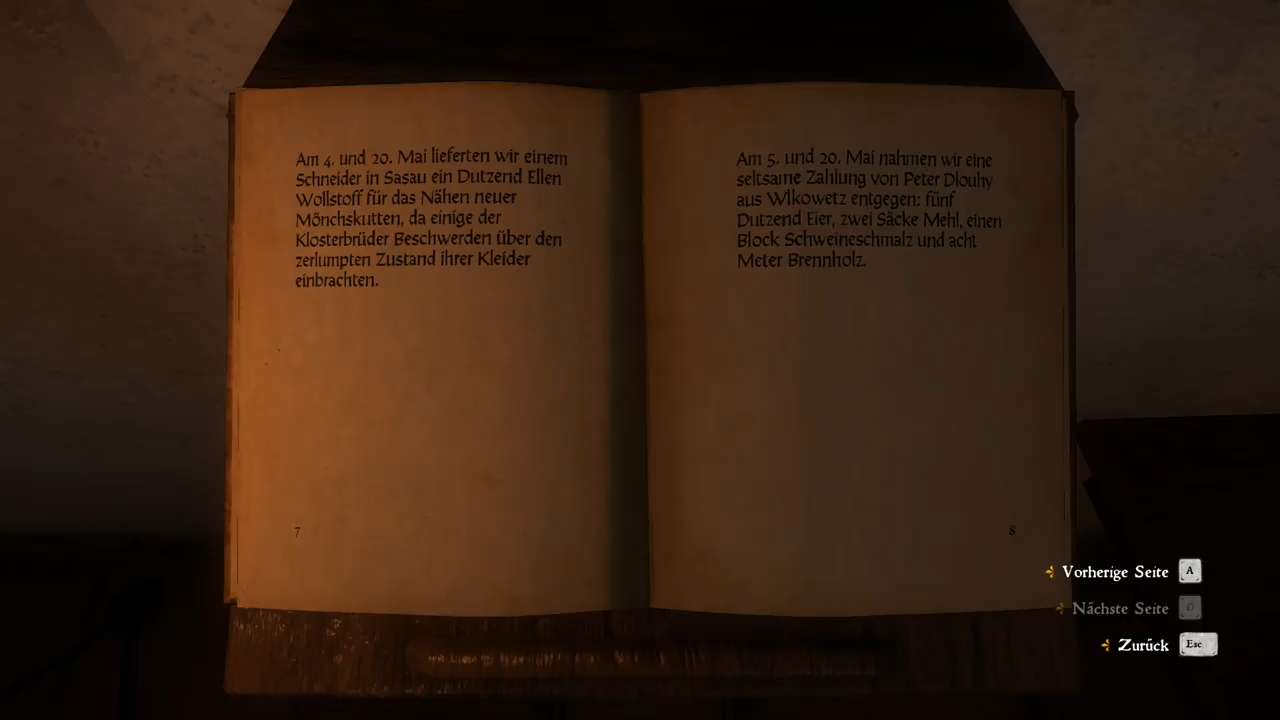 Am 4. und 20. Mai lieferten wir einem
Schneider in Sasau ein Dutzend Ellen
Wollstoff für das Nähen neuer
Mönchskutten, da einige der
Klosterbrüder Beschwerden über den
zerlumpten Zustand ihrer Kleider
einbrachten.
7
Am 5. und 20. Mai nahmen wir eine
seltsame Zahlung von Peter Dlouhy
aus Wlkowetz entgegen: fünf
Dutzend Eier, zwei Säcke Mehl, einen
Block Schweineschmalz und acht
Meter Brennholz.
8
Vorherige Seite A
Nächste Seite D
Zurück Esc